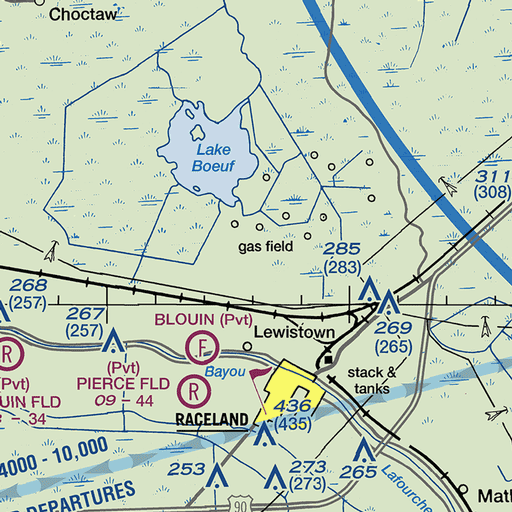 Choctaw
Lake
Boeuf
311
(308)
gas field
285
(283)
268
(257)
267
(257)
269
(265)
BLOUIN (Pvt)
F
Lewistown
R
(Pvt)
PIERCE FLD
09 - 44
Bayou
stack &
tanks
(Pvt)
UIN FLD
- 34
R
RACELAND
436
(435)
4000 - 10,000
DEPARTURES
253
273
(273)
265
90
Lafourche
Math